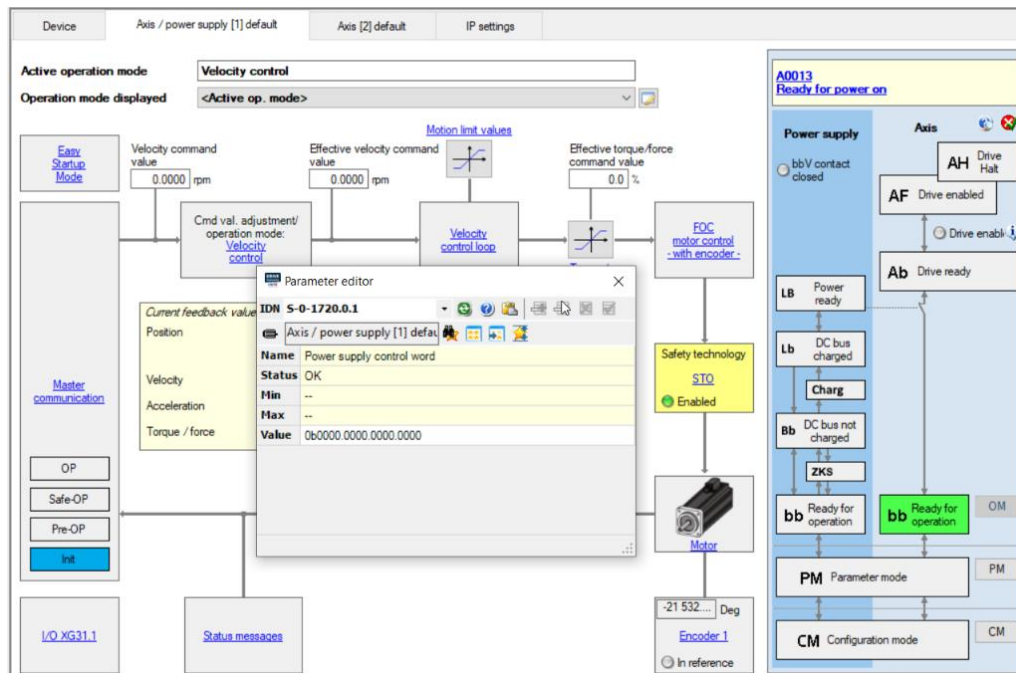 Device
Axis / power supply [1] default
Axis [2] default
IP settings
Active operation mode
Velocity control
Operation mode displayed
<Active op. mode>
Easy
Startup
Mode
Velocity command
value
0.0000 rpm
Effective velocity command
value
0.0000 rpm
Motion limit values
Effective torque/force
command value
0.0 %
Cmd val. adjustment/
operation mode:
Velocity
control
Velocity
control loop
FOC
motor control
- with encoder -
Master
communication
OP
Safe-OP
Pre-OP
Init
Current feedback value
Position
Velocity
Acceleration
Torque / force
Parameter editor
IDN S-0-1720.0.1
Axis / power supply [1] defau
Name Power supply control word
Status OK
Min --
Max --
Value 0b0000.0000.0000.0000
Safety technology
STO
Enabled
Motor
-21 532.... Deg
Encoder 1
In reference
I/O XG31.1
Status messages
A0013
Ready for power on
Power supply
Axis
bbV contact
closed
AH Drive
Halt
AF Drive enabled
Drive enabl
Ab Drive ready
LB Power
ready
Lb DC bus
charged
Charg
Bb DC bus not
charged
ZKS
bb Ready for
operation
bb Ready for
operation
OM
PM Parameter mode
PM
CM Configuration mode
CM